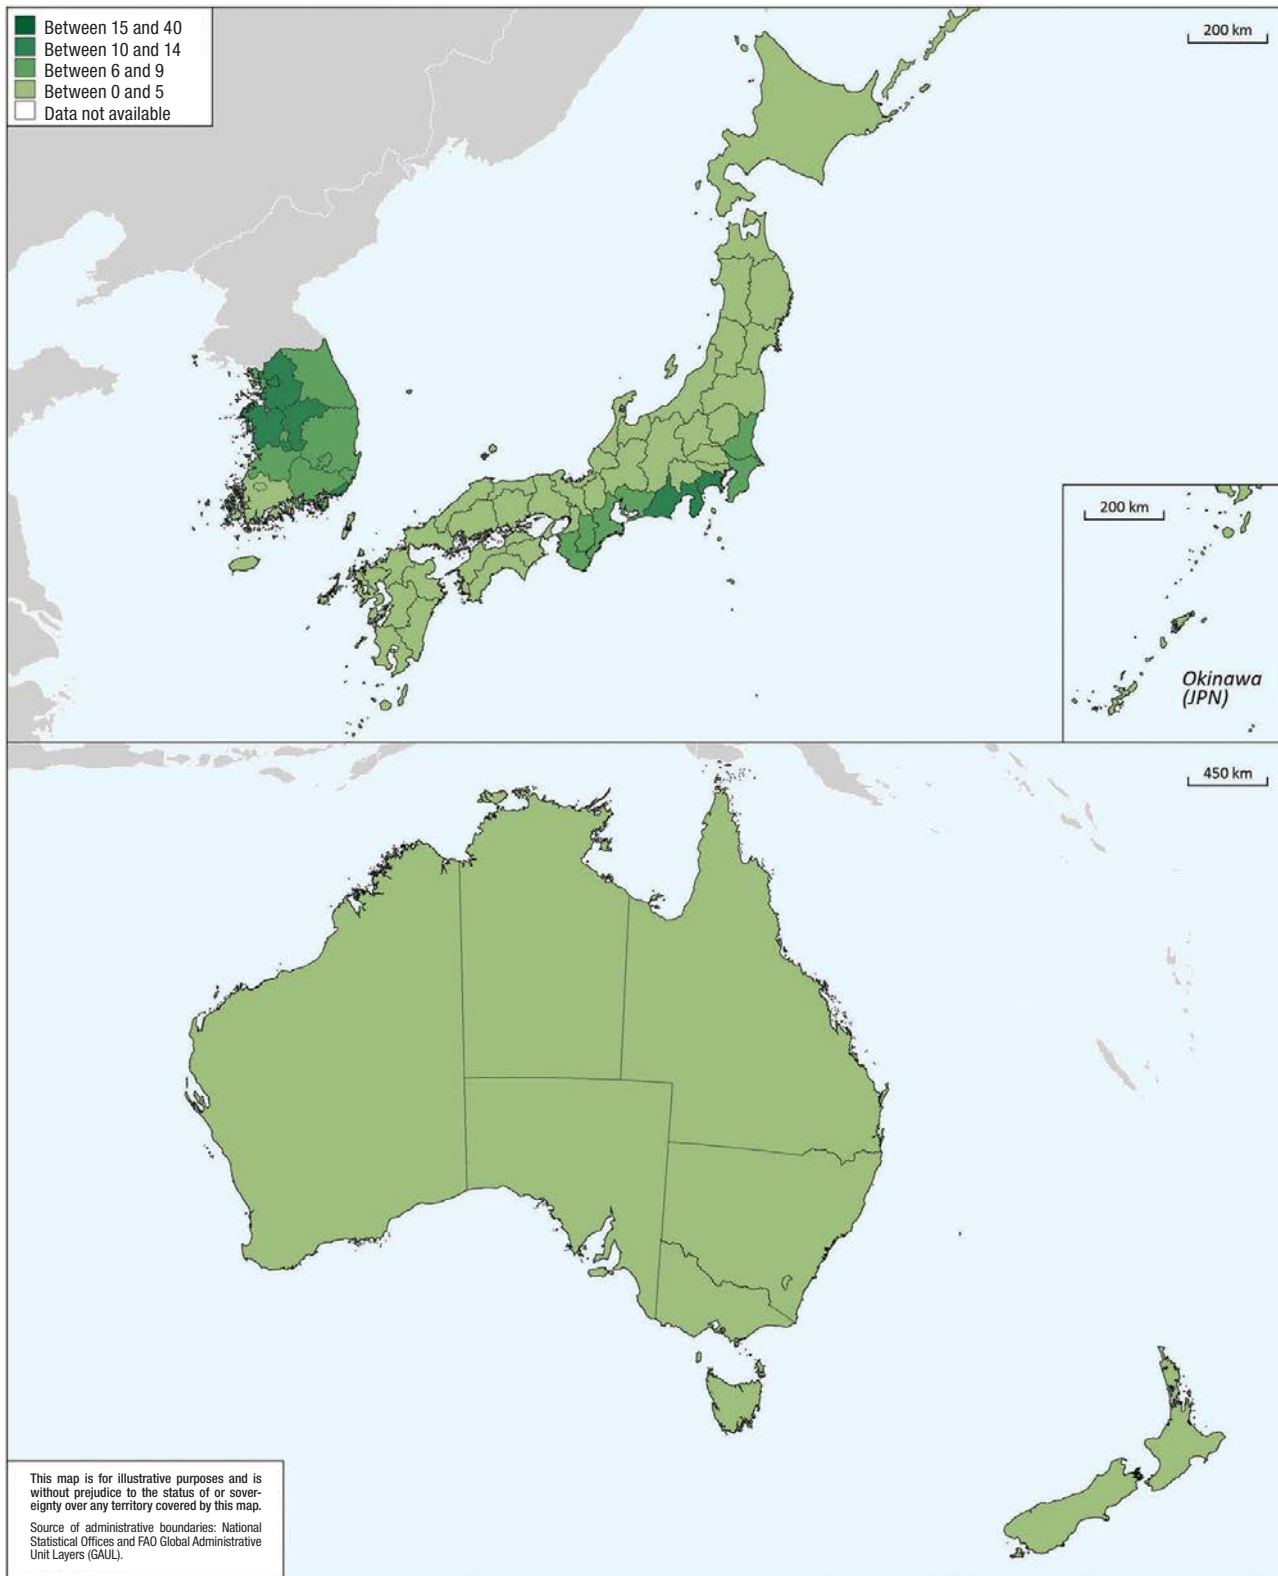 Between 15 and 40
Between 10 and 14
Between 6 and 9
Between 0 and 5
Data not available
200 km
200 km
Okinawa
(JPN)
450 km
This map is for illustrative purposes and is
without prejudice to the status of or sover-
eignty over any territory covered by this map.
Source of administrative boundaries: National
Statistical Offices and FAO Global Administrative
Unit Layers (GAUL).